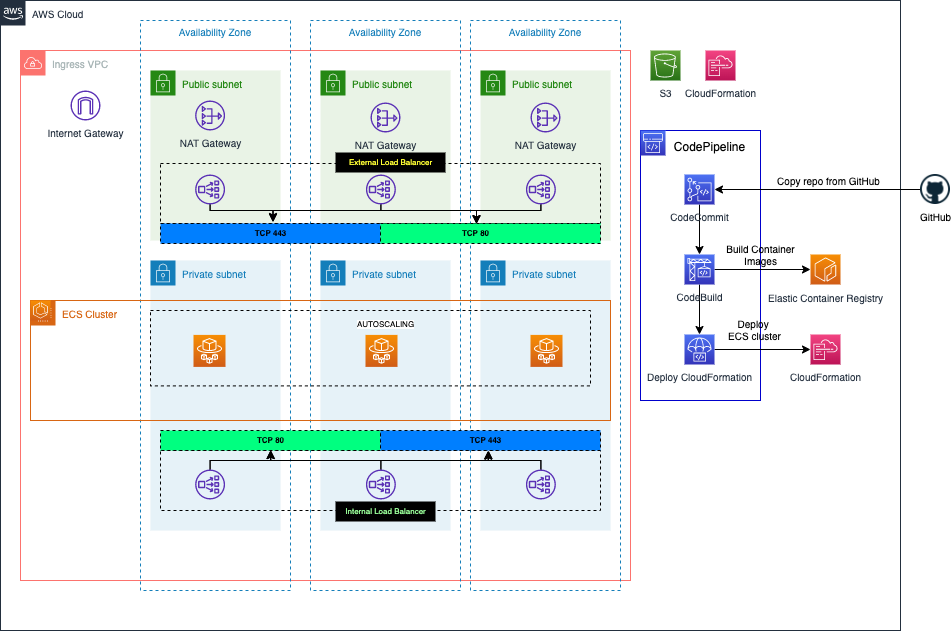 aws
AWS Cloud
Availability Zone
Availability Zone
Availability Zone
Ingress VPC
Internet Gateway
Public subnet
Public subnet
Public subnet
NAT Gateway
NAT Gateway
NAT Gateway
External Load Balancer
TCP 443
TCP 80
Private subnet
Private subnet
Private subnet
ECS Cluster
AUTOSCALING
TCP 80
TCP 443
Internal Load Balancer
S3
CloudFormation
CodePipeline
Copy repo from GitHub
CodeCommit
GitHub
Build Container
Images
CodeBuild
Elastic Container Registry
Deploy
ECS cluster
Deploy CloudFormation
CloudFormation